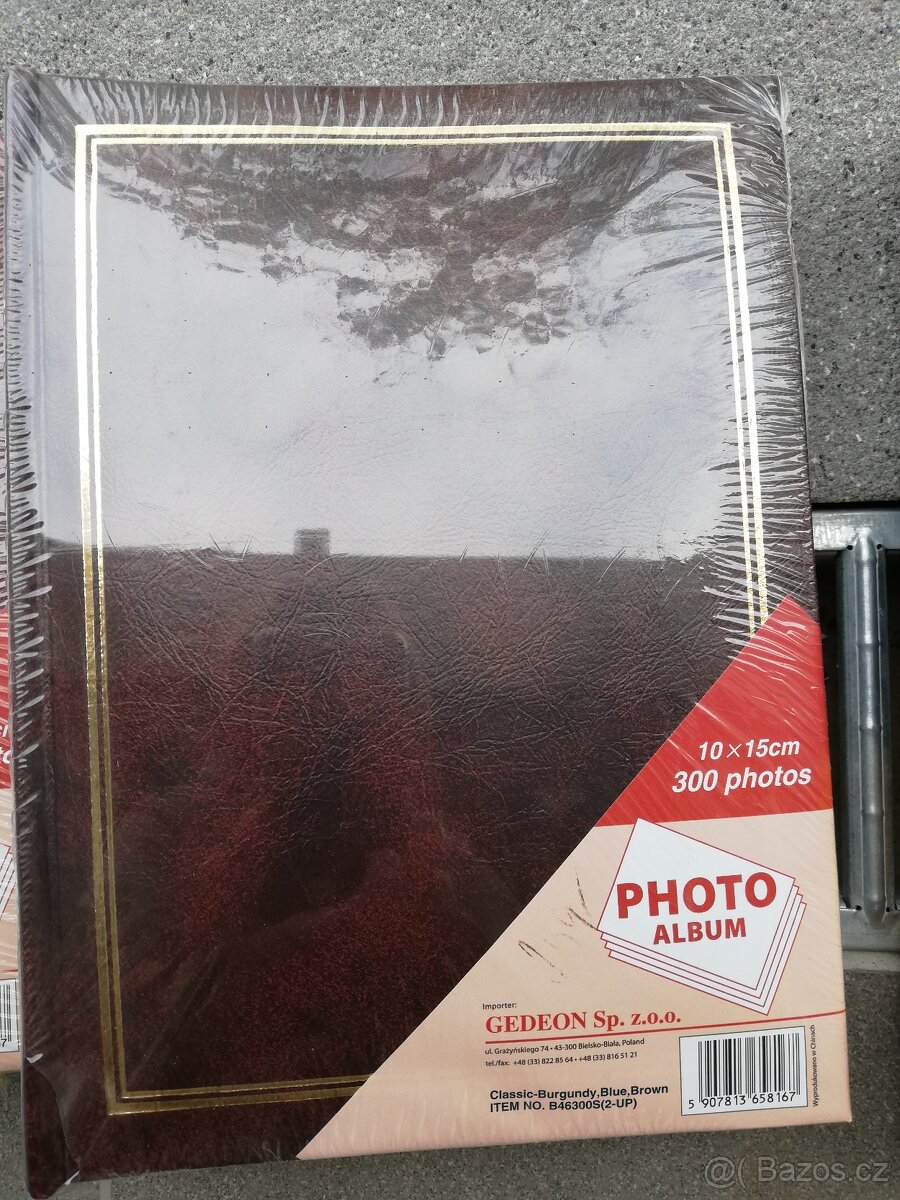 10×15cm
300 photos
PHOTO
ALBUM
Importer:
GEDEON Sp. z.o.o.
ul. Grażyńskiego 74 • 43-300 Bielsko-Biała, Poland
tel./fax: +48 (33) 822 85 64 • +48 (33) 816 51 21
Classic-Burgundy,Blue,Brown
ITEM NO. B46300S(2-UP)
5 907813 658167
Wyprodukowano w Chinach
@ Bazos.cz